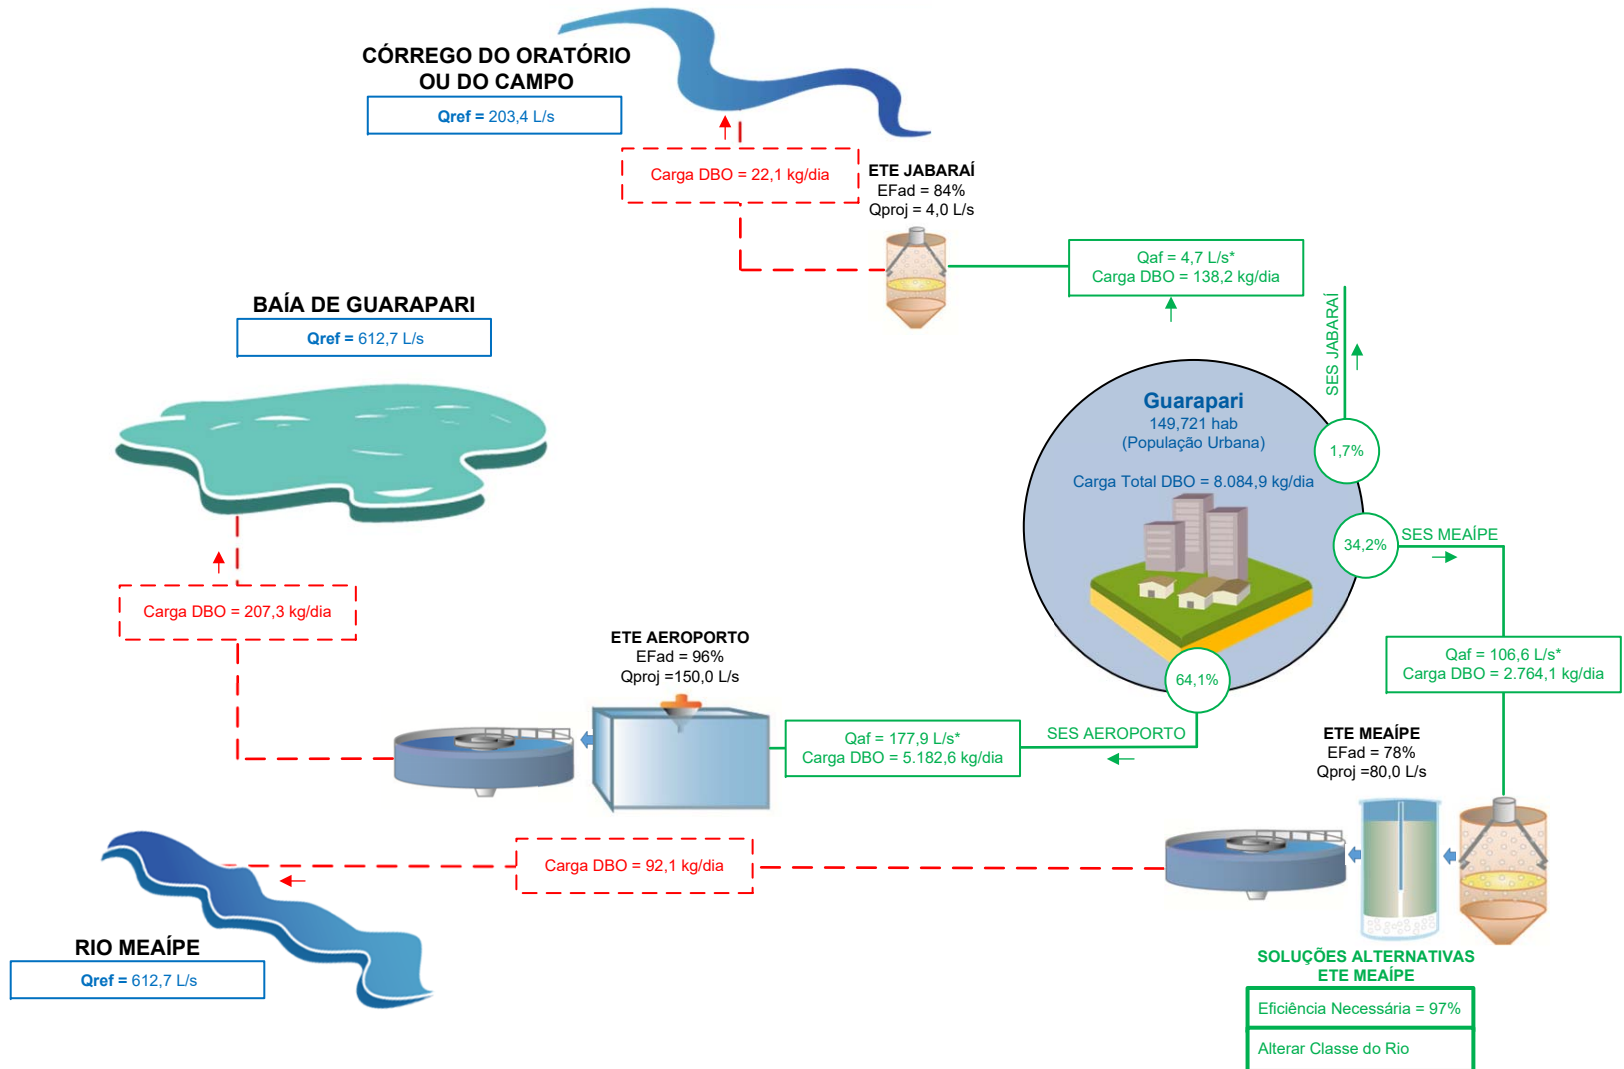 CÓRREGO DO ORATÓRIO
OU DO CAMPO
Qref = 203,4 L/s
Carga DBO = 22,1 kg/dia
ETE JABARAÍ
EFad = 84%
Qproj = 4,0 L/s
Qaf = 4,7 L/s*
Carga DBO = 138,2 kg/dia
SES JABARAÍ
BAÍA DE GUARAPARI
Qref = 612,7 L/s
Guarapari
149,721 hab
(População Urbana)
Carga Total DBO = 8.084,9 kg/dia
1,7%
34,2%
SES MEAÍPE
64,1%
Carga DBO = 207,3 kg/dia
ETE AEROPORTO
EFad = 96%
Qproj =150,0 L/s
Qaf = 177,9 L/s*
Carga DBO = 5.182,6 kg/dia
SES AEROPORTO
Qaf = 106,6 L/s*
Carga DBO = 2.764,1 kg/dia
ETE MEAÍPE
EFad = 78%
Qproj =80,0 L/s
Carga DBO = 92,1 kg/dia
RIO MEAÍPE
Qref = 612,7 L/s
SOLUÇÕES ALTERNATIVAS
ETE MEAÍPE
Eficiência Necessária = 97%
Alterar Classe do Rio